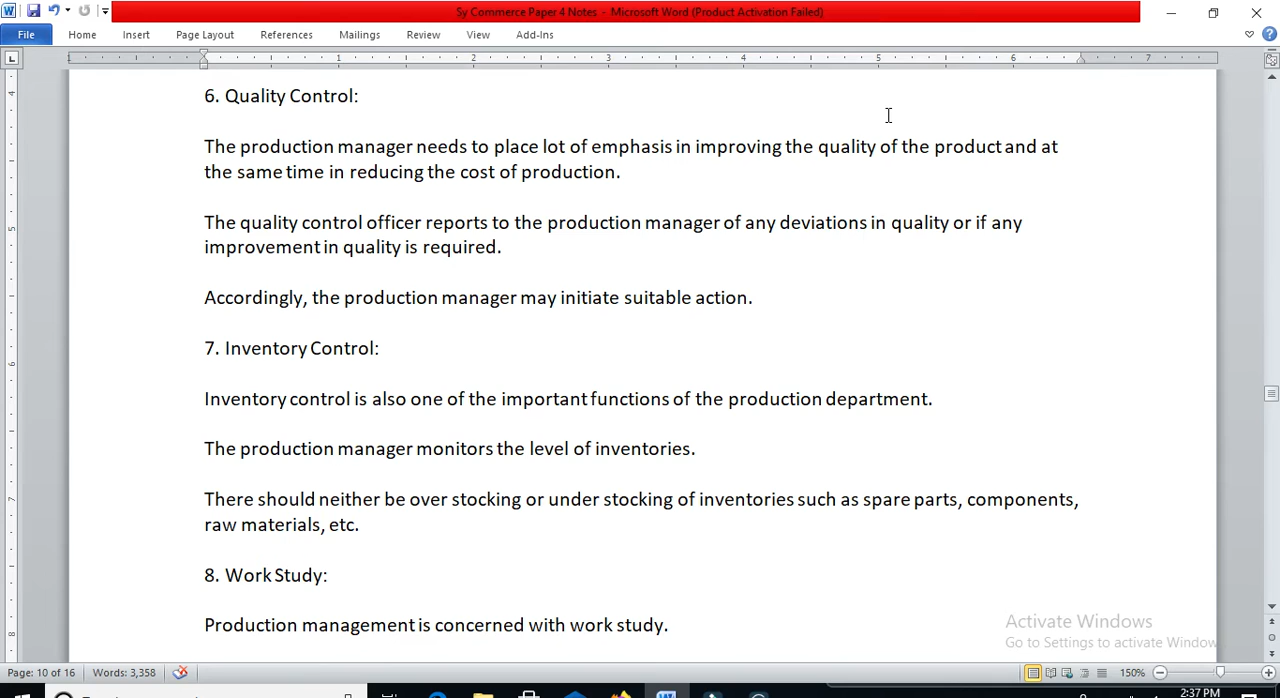 Sy Commerce Paper 4 Notes - Microsoft Word (Product Activation Failed)
File Home Insert Page Layout References Mailings Review View Add-Ins
1 1 2 3 4 5 6 7
6. Quality Control:
The production manager needs to place lot of emphasis in improving the quality of the product and at
the same time in reducing the cost of production.
The quality control officer reports to the production manager of any deviations in quality or if any
improvement in quality is required.
Accordingly, the production manager may initiate suitable action.
7. Inventory Control:
Inventory control is also one of the important functions of the production department.
The production manager monitors the level of inventories.
There should neither be over stocking or under stocking of inventories such as spare parts, components,
raw materials, etc.
8. Work Study:
Production management is concerned with work study.
Activate Windows
Go to Settings to activate Window
Page: 10 of 16 Words: 3,358 150%
2:37 PM